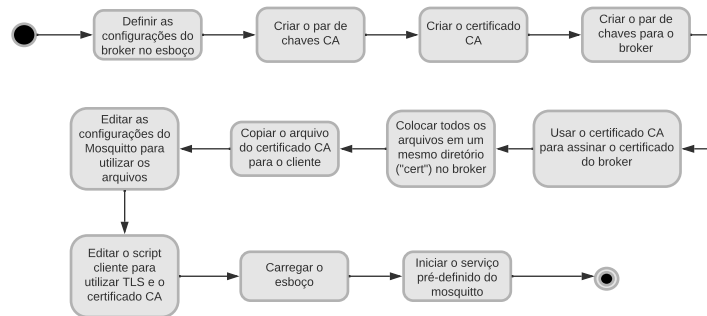 Definir as
configurações do
broker no esboço
Criar o par de
chaves CA
Criar o certificado
CA
Criar o par de
chaves para o
broker
Usar o certificado CA
para assinar o certificado
do broker
Colocar todos os
arquivos em um
mesmo diretório
("cert") no broker
Copiar o arquivo
do certificado CA
para o cliente
Editar as
configurações do
Mosquitto para
utilizar os
arquivos
Editar o script
cliente para
utilizar TLS e o
certificado CA
Carregar o
esboço
Iniciar o serviço
pré-definido do
mosquitto